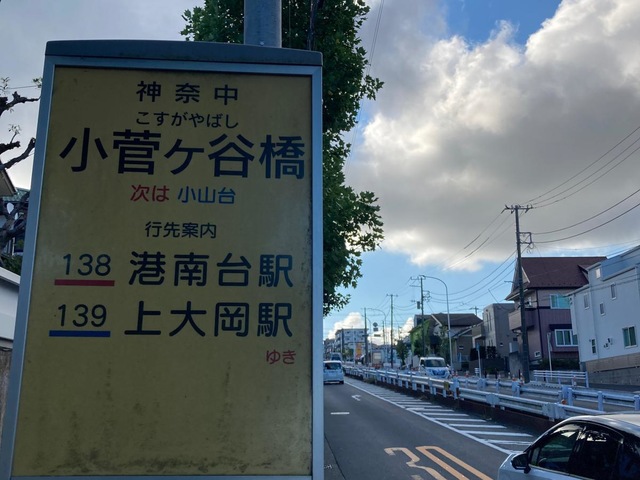 神奈中
こすがやばし
小菅ヶ谷橋
次は 小山台
行先案内
138 港南台駅
139 上大岡駅
ゆき